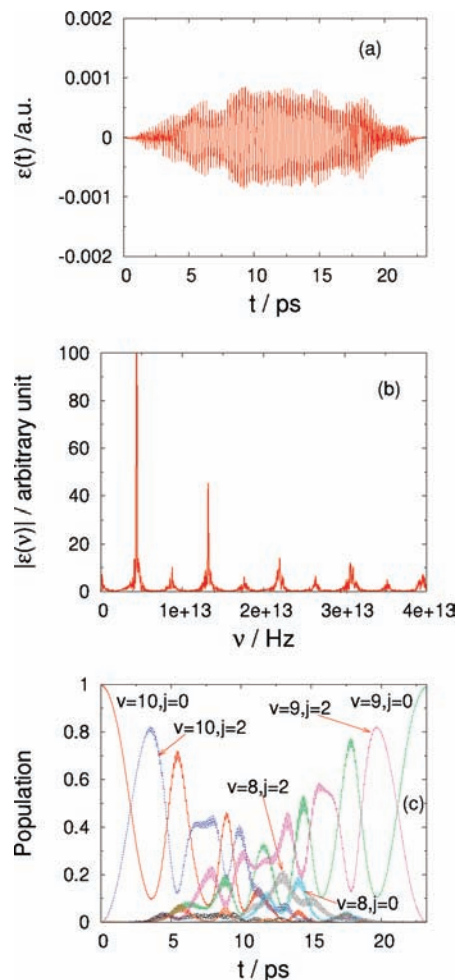 0.002
0.001
0
-0.001
-0.002
ε(t) /a.u.
(a)
0 5 10 15 20
t / ps
100
80
60
40
20
0
|ε(ν)| / arbitrary unit
(b)
0 1e+13 2e+13 3e+13 4e+13
ν / Hz
1
0.8
0.6
0.4
0.2
0
Population
v=10,j=0
v=10,j=2
v=9,j=2
v=9,j=0
v=8,j=2
v=8,j=0
(c)
0 5 10 15 20
t / ps